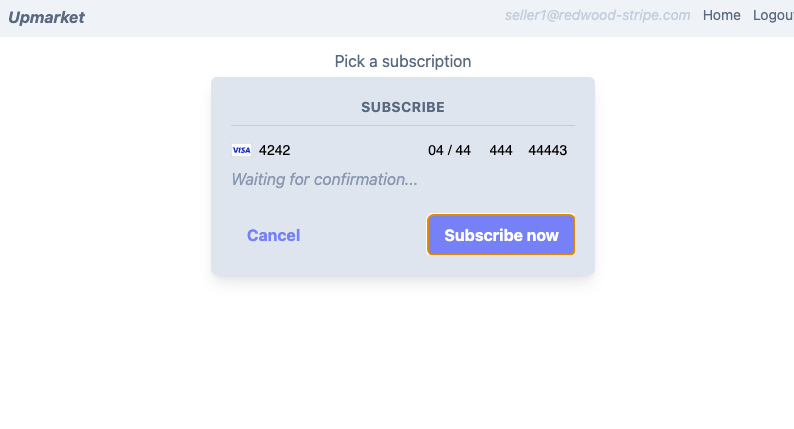 Upmarket seller1@redwood-stripe.com Home Logout
Pick a subscription
SUBSCRIBE
VISA 4242 04 / 44 444 44443
Waiting for confirmation...
Cancel Subscribe now